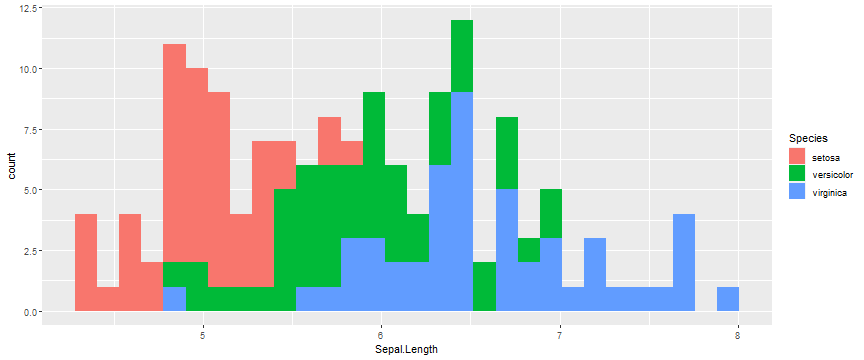 12.5
10.0
7.5
5.0
2.5
0.0
count
5 6 7 8
Sepal.Length
Species
setosa
versicolor
virginica